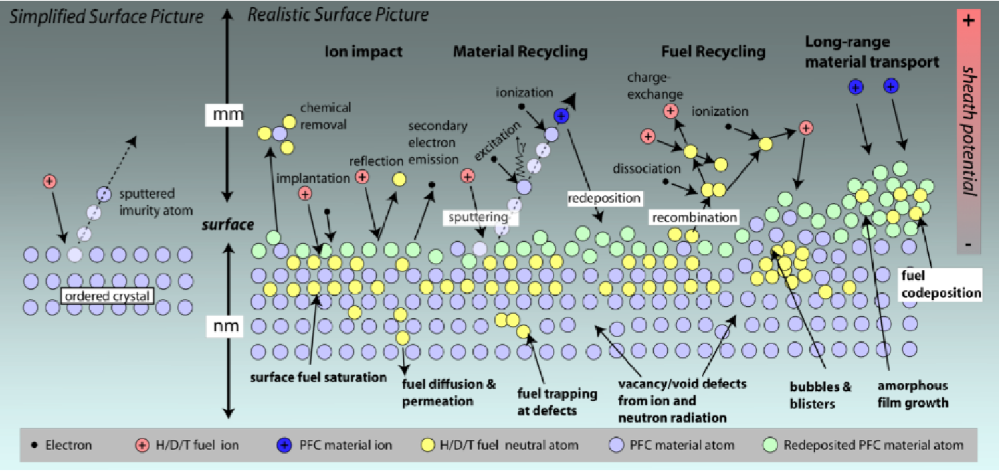 Simplified Surface Picture
Realistic Surface Picture
Ion impact
Material Recycling
Fuel Recycling
Long-range
material transport
+
sheath potential
-
mm
surface
nm
+
sputtered
imurity atom
ordered crystal
chemical
removal
implantation
+
reflection
+
secondary
electron
emission
+
sputtering
excitation
γ
ionization
+
redeposition
charge-
exchange
+
+
ionization
+
dissociation
recombination
+
+
fuel
codeposition
surface fuel saturation
fuel diffusion &
permeation
fuel trapping
at defects
vacancy/void defects
from ion and
neutron radiation
bubbles &
blisters
amorphous
film growth
Electron
+ H/D/T fuel ion
+ PFC material ion
H/D/T fuel neutral atom
PFC material atom
Redeposited PFC material atom